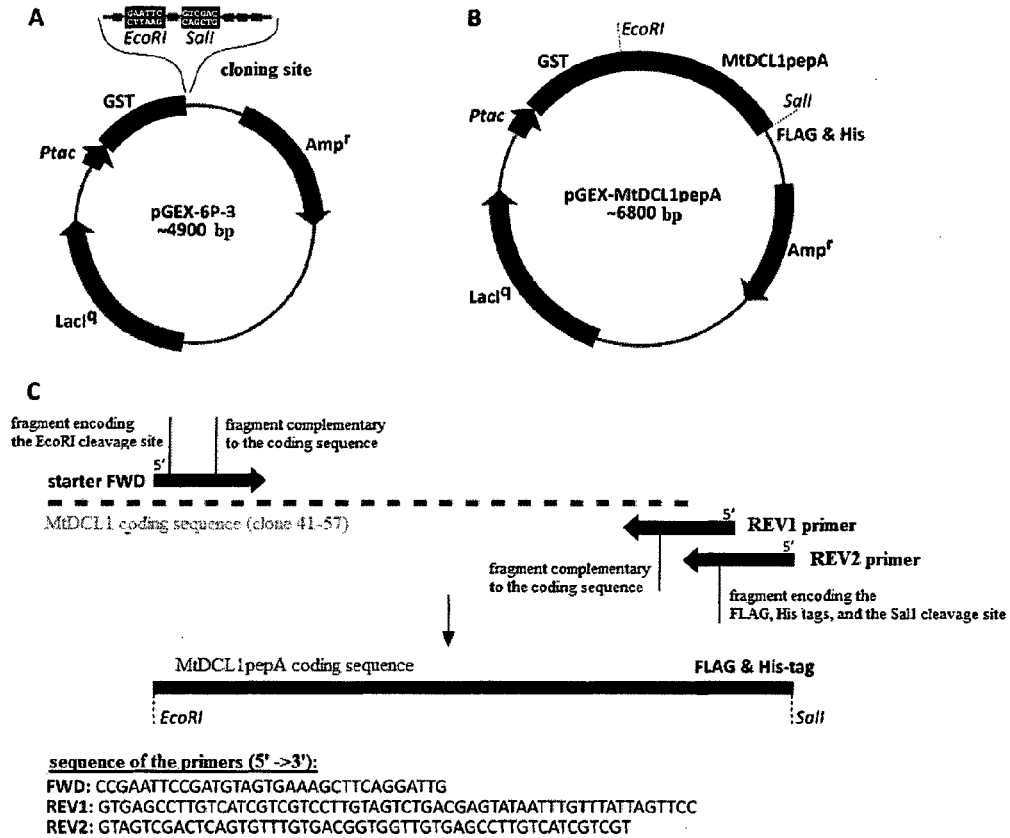 A
GAATTC GTCGAC
CTTAAG CAGCTG
EcoRI SalI
cloning site
GST
Ptac
Amp^r
pGEX-6P-3
~4900 bp
LacI^q
B
EcoRI
GST
MtDCL1pepA
SalI
FLAG & His
Ptac
pGEX-MtDCL1pepA
~6800 bp
Amp^r
LacI^q
C
fragment encoding
the EcoRI cleavage site
fragment complementary
to the coding sequence
5'
starter FWD
MtDCL1 coding sequence (clone 41-57)
5'
REV1 primer
5'
REV2 primer
fragment complementary
to the coding sequence
fragment encoding the
FLAG, His tags, and the SalI cleavage site
MtDCL1pepA coding sequence
FLAG & His-tag
EcoRI
SalI
sequence of the primers (5' ->3'):
FWD: CCGAATTCCGATGTAGTGAAAGCTTCAGGATTG
REV1: GTGAGCCTTGTCATCGTCGTCCTTGTAGTCTGACGAGTATAATTTGTTTATTAGTTCC
REV2: GTAGTCGACTCAGTGTTTGTGACGGTGGTTGTGAGCCTTGTCATCGTCGT